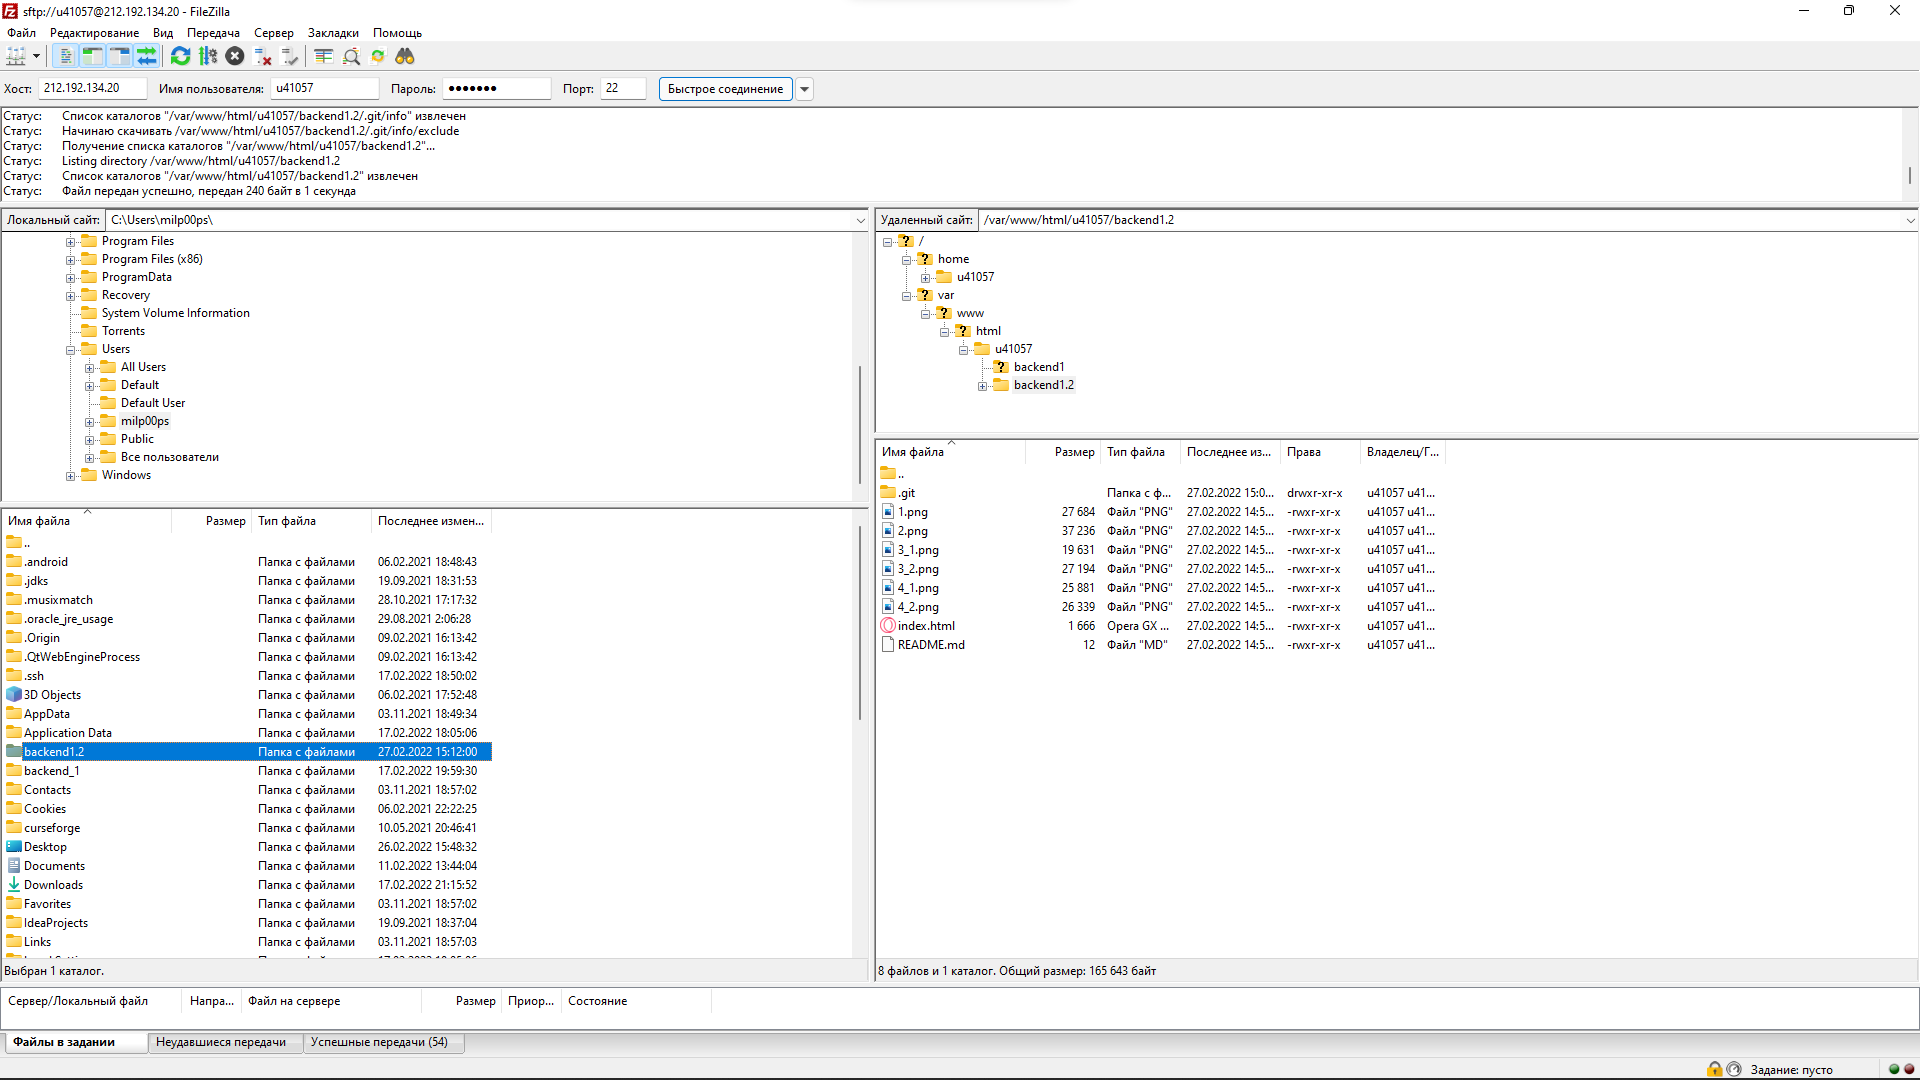 sftp://u41057@212.192.134.20 - FileZilla
Файл Редактирование Вид Передача Сервер Закладки Помощь
Хост: 212.192.134.20 Имя пользователя: u41057 Пароль: ●●●●●●● Порт: 22 Быстрое соединение
Статус: Список каталогов "/var/www/html/u41057/backend1.2/.git/info" извлечен
Статус: Начинаю скачивать /var/www/html/u41057/backend1.2/.git/info/exclude
Статус: Получение списка каталогов "/var/www/html/u41057/backend1.2"...
Статус: Listing directory /var/www/html/u41057/backend1.2
Статус: Список каталогов "/var/www/html/u41057/backend1.2" извлечен
Статус: Файл передан успешно, передан 240 байт в 1 секунда
Локальный сайт: C:\Users\milp00ps\
Program Files
Program Files (x86)
ProgramData
Recovery
System Volume Information
Torrents
Users
All Users
Default
Default User
milp00ps
Public
Все пользователи
Windows
Имя файла Размер Тип файла Последнее измен...
..
.android Папка с файлами 06.02.2021 18:48:43
.jdks Папка с файлами 19.09.2021 18:31:53
.musixmatch Папка с файлами 28.10.2021 17:17:32
.oracle_jre_usage Папка с файлами 29.08.2021 2:06:28
.Origin Папка с файлами 09.02.2021 16:13:42
.QtWebEngineProcess Папка с файлами 09.02.2021 16:13:42
.ssh Папка с файлами 17.02.2022 18:50:02
3D Objects Папка с файлами 06.02.2021 17:52:48
AppData Папка с файлами 03.11.2021 18:49:34
Application Data Папка с файлами 17.02.2022 18:05:06
backend1.2 Папка с файлами 27.02.2022 15:12:00
backend_1 Папка с файлами 17.02.2022 19:59:30
Contacts Папка с файлами 03.11.2021 18:57:02
Cookies Папка с файлами 06.02.2021 22:22:25
curseforge Папка с файлами 10.05.2021 20:46:41
Desktop Папка с файлами 26.02.2022 15:48:32
Documents Папка с файлами 11.02.2022 13:44:04
Downloads Папка с файлами 17.02.2022 21:15:52
Favorites Папка с файлами 03.11.2021 18:57:02
IdeaProjects Папка с файлами 19.09.2021 18:37:04
Links Папка с файлами 03.11.2021 18:57:03
Выбран 1 каталог.
Удаленный сайт: /var/www/html/u41057/backend1.2
/
home
u41057
var
www
html
u41057
backend1
backend1.2
Имя файла Размер Тип файла Последнее из... Права Владелец/Г...
..
.git Папка с ф... 27.02.2022 15:0... drwxr-xr-x u41057 u41...
1.png 27 684 Файл "PNG" 27.02.2022 14:5... -rwxr-xr-x u41057 u41...
2.png 37 236 Файл "PNG" 27.02.2022 14:5... -rwxr-xr-x u41057 u41...
3_1.png 19 631 Файл "PNG" 27.02.2022 14:5... -rwxr-xr-x u41057 u41...
3_2.png 27 194 Файл "PNG" 27.02.2022 14:5... -rwxr-xr-x u41057 u41...
4_1.png 25 881 Файл "PNG" 27.02.2022 14:5... -rwxr-xr-x u41057 u41...
4_2.png 26 339 Файл "PNG" 27.02.2022 14:5... -rwxr-xr-x u41057 u41...
index.html 1 666 Opera GX ... 27.02.2022 14:5... -rwxr-xr-x u41057 u41...
README.md 12 Файл "MD" 27.02.2022 14:5... -rwxr-xr-x u41057 u41...
8 файлов и 1 каталог. Общий размер: 165 643 байт
Сервер/Локальный файл Напра... Файл на сервере Размер Приор... Состояние
Файлы в задании Неудавшиеся передачи Успешные передачи (54)
Задание: пусто